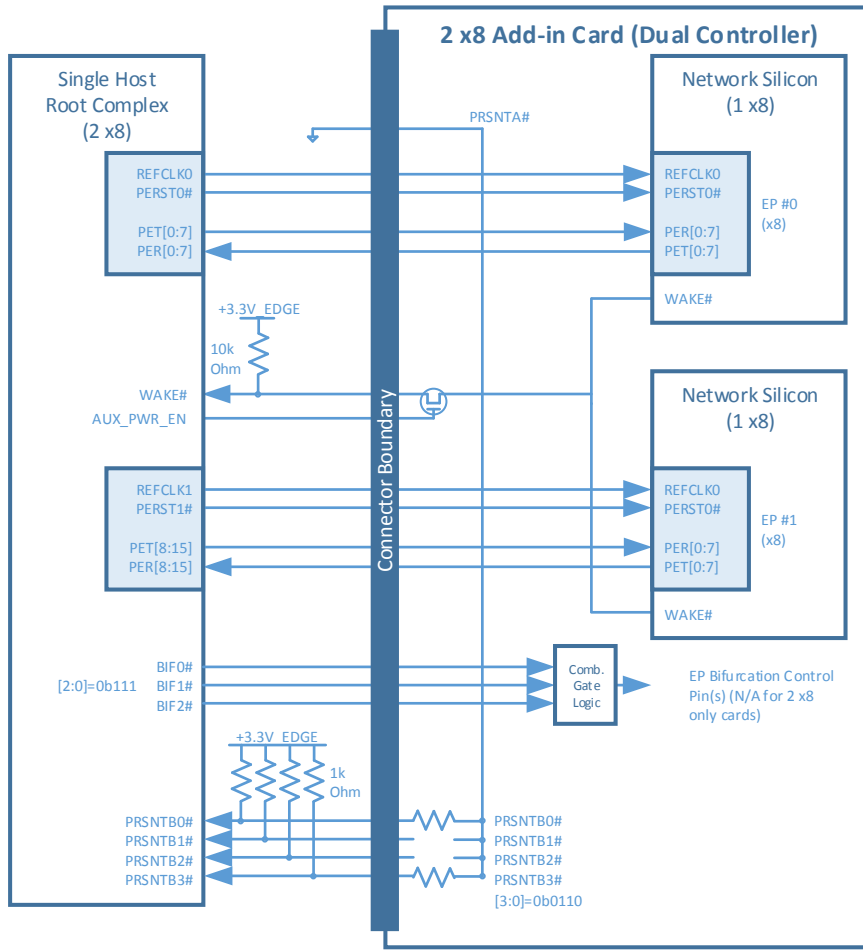 2 x8 Add-in Card (Dual Controller)
Single Host
Root Complex
(2 x8)
Network Silicon
(1 x8)
PRSNTA#
REFCLK0
PERST0#
PET[0:7]
PER[0:7]
REFCLK0
PERST0#
PER[0:7]
PET[0:7]
EP #0
(x8)
WAKE#
+3.3V_EDGE
10k
Ohm
WAKE#
AUX_PWR_EN
Connector Boundary
Network Silicon
(1 x8)
REFCLK1
PERST1#
PET[8:15]
PER[8:15]
REFCLK0
PERST0#
PER[0:7]
PET[0:7]
EP #1
(x8)
WAKE#
BIF0#
[2:0]=0b111 BIF1#
BIF2#
Comb.
Gate
Logic
EP Bifurcation Control
Pin(s) (N/A for 2 x8
only cards)
+3.3V_EDGE
1k
Ohm
PRSNTB0#
PRSNTB1#
PRSNTB2#
PRSNTB3#
PRSNTB0#
PRSNTB1#
PRSNTB2#
PRSNTB3#
[3:0]=0b0110